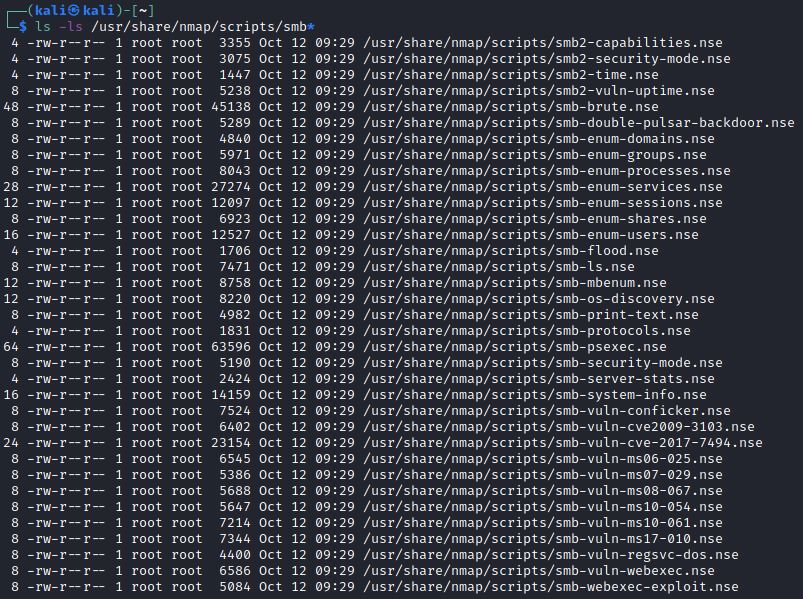 ┌──(kali㉿kali)-[~]
└─$ ls -ls /usr/share/nmap/scripts/smb*
 4 -rw-r--r-- 1 root root  3355 Oct 12 09:29 /usr/share/nmap/scripts/smb2-capabilities.nse
 4 -rw-r--r-- 1 root root  3075 Oct 12 09:29 /usr/share/nmap/scripts/smb2-security-mode.nse
 4 -rw-r--r-- 1 root root  1447 Oct 12 09:29 /usr/share/nmap/scripts/smb2-time.nse
 8 -rw-r--r-- 1 root root  5238 Oct 12 09:29 /usr/share/nmap/scripts/smb2-vuln-uptime.nse
48 -rw-r--r-- 1 root root 45138 Oct 12 09:29 /usr/share/nmap/scripts/smb-brute.nse
 8 -rw-r--r-- 1 root root  5289 Oct 12 09:29 /usr/share/nmap/scripts/smb-double-pulsar-backdoor.nse
 8 -rw-r--r-- 1 root root  4840 Oct 12 09:29 /usr/share/nmap/scripts/smb-enum-domains.nse
 8 -rw-r--r-- 1 root root  5971 Oct 12 09:29 /usr/share/nmap/scripts/smb-enum-groups.nse
 8 -rw-r--r-- 1 root root  8043 Oct 12 09:29 /usr/share/nmap/scripts/smb-enum-processes.nse
28 -rw-r--r-- 1 root root 27274 Oct 12 09:29 /usr/share/nmap/scripts/smb-enum-services.nse
12 -rw-r--r-- 1 root root 12097 Oct 12 09:29 /usr/share/nmap/scripts/smb-enum-sessions.nse
 8 -rw-r--r-- 1 root root  6923 Oct 12 09:29 /usr/share/nmap/scripts/smb-enum-shares.nse
16 -rw-r--r-- 1 root root 12527 Oct 12 09:29 /usr/share/nmap/scripts/smb-enum-users.nse
 4 -rw-r--r-- 1 root root  1706 Oct 12 09:29 /usr/share/nmap/scripts/smb-flood.nse
 8 -rw-r--r-- 1 root root  7471 Oct 12 09:29 /usr/share/nmap/scripts/smb-ls.nse
12 -rw-r--r-- 1 root root  8758 Oct 12 09:29 /usr/share/nmap/scripts/smb-mbenum.nse
12 -rw-r--r-- 1 root root  8220 Oct 12 09:29 /usr/share/nmap/scripts/smb-os-discovery.nse
 8 -rw-r--r-- 1 root root  4982 Oct 12 09:29 /usr/share/nmap/scripts/smb-print-text.nse
 4 -rw-r--r-- 1 root root  1831 Oct 12 09:29 /usr/share/nmap/scripts/smb-protocols.nse
64 -rw-r--r-- 1 root root 63596 Oct 12 09:29 /usr/share/nmap/scripts/smb-psexec.nse
 8 -rw-r--r-- 1 root root  5190 Oct 12 09:29 /usr/share/nmap/scripts/smb-security-mode.nse
 4 -rw-r--r-- 1 root root  2424 Oct 12 09:29 /usr/share/nmap/scripts/smb-server-stats.nse
16 -rw-r--r-- 1 root root 14159 Oct 12 09:29 /usr/share/nmap/scripts/smb-system-info.nse
 8 -rw-r--r-- 1 root root  7524 Oct 12 09:29 /usr/share/nmap/scripts/smb-vuln-conficker.nse
 8 -rw-r--r-- 1 root root  6402 Oct 12 09:29 /usr/share/nmap/scripts/smb-vuln-cve2009-3103.nse
24 -rw-r--r-- 1 root root 23154 Oct 12 09:29 /usr/share/nmap/scripts/smb-vuln-cve-2017-7494.nse
 8 -rw-r--r-- 1 root root  6545 Oct 12 09:29 /usr/share/nmap/scripts/smb-vuln-ms06-025.nse
 8 -rw-r--r-- 1 root root  5386 Oct 12 09:29 /usr/share/nmap/scripts/smb-vuln-ms07-029.nse
 8 -rw-r--r-- 1 root root  5688 Oct 12 09:29 /usr/share/nmap/scripts/smb-vuln-ms08-067.nse
 8 -rw-r--r-- 1 root root  5647 Oct 12 09:29 /usr/share/nmap/scripts/smb-vuln-ms10-054.nse
 8 -rw-r--r-- 1 root root  7214 Oct 12 09:29 /usr/share/nmap/scripts/smb-vuln-ms10-061.nse
 8 -rw-r--r-- 1 root root  7344 Oct 12 09:29 /usr/share/nmap/scripts/smb-vuln-ms17-010.nse
 8 -rw-r--r-- 1 root root  4400 Oct 12 09:29 /usr/share/nmap/scripts/smb-vuln-regsvc-dos.nse
 8 -rw-r--r-- 1 root root  6586 Oct 12 09:29 /usr/share/nmap/scripts/smb-vuln-webexec.nse
 8 -rw-r--r-- 1 root root  5084 Oct 12 09:29 /usr/share/nmap/scripts/smb-webexec-exploit.nse